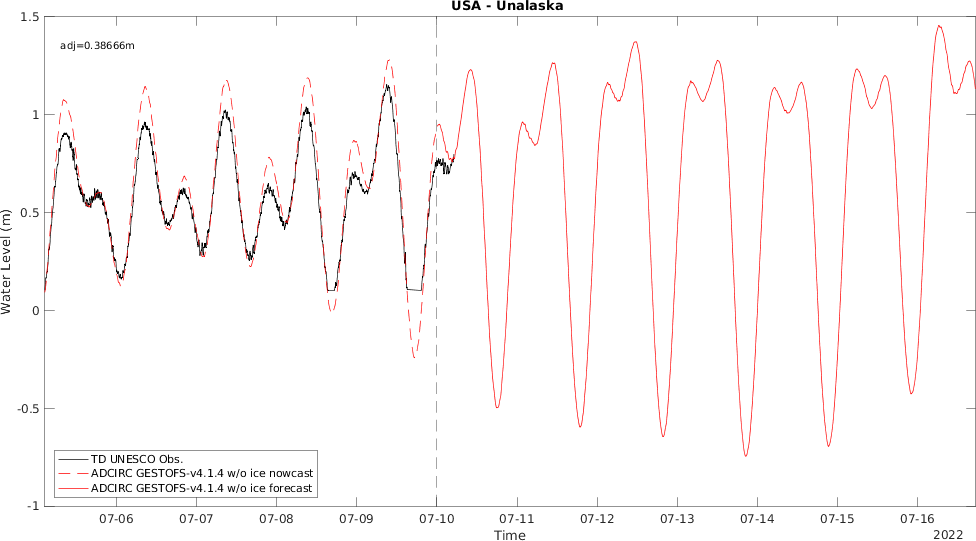 USA - Unalaska
adj=0.38666m
1.5
1
0.5
0
-0.5
-1
Water Level (m)
TD UNESCO Obs.
ADCIRC GESTOFS-v4.1.4 w/o ice nowcast
ADCIRC GESTOFS-v4.1.4 w/o ice forecast
07-06 07-07 07-08 07-09 07-10 07-11 07-12 07-13 07-14 07-15 07-16
Time
2022